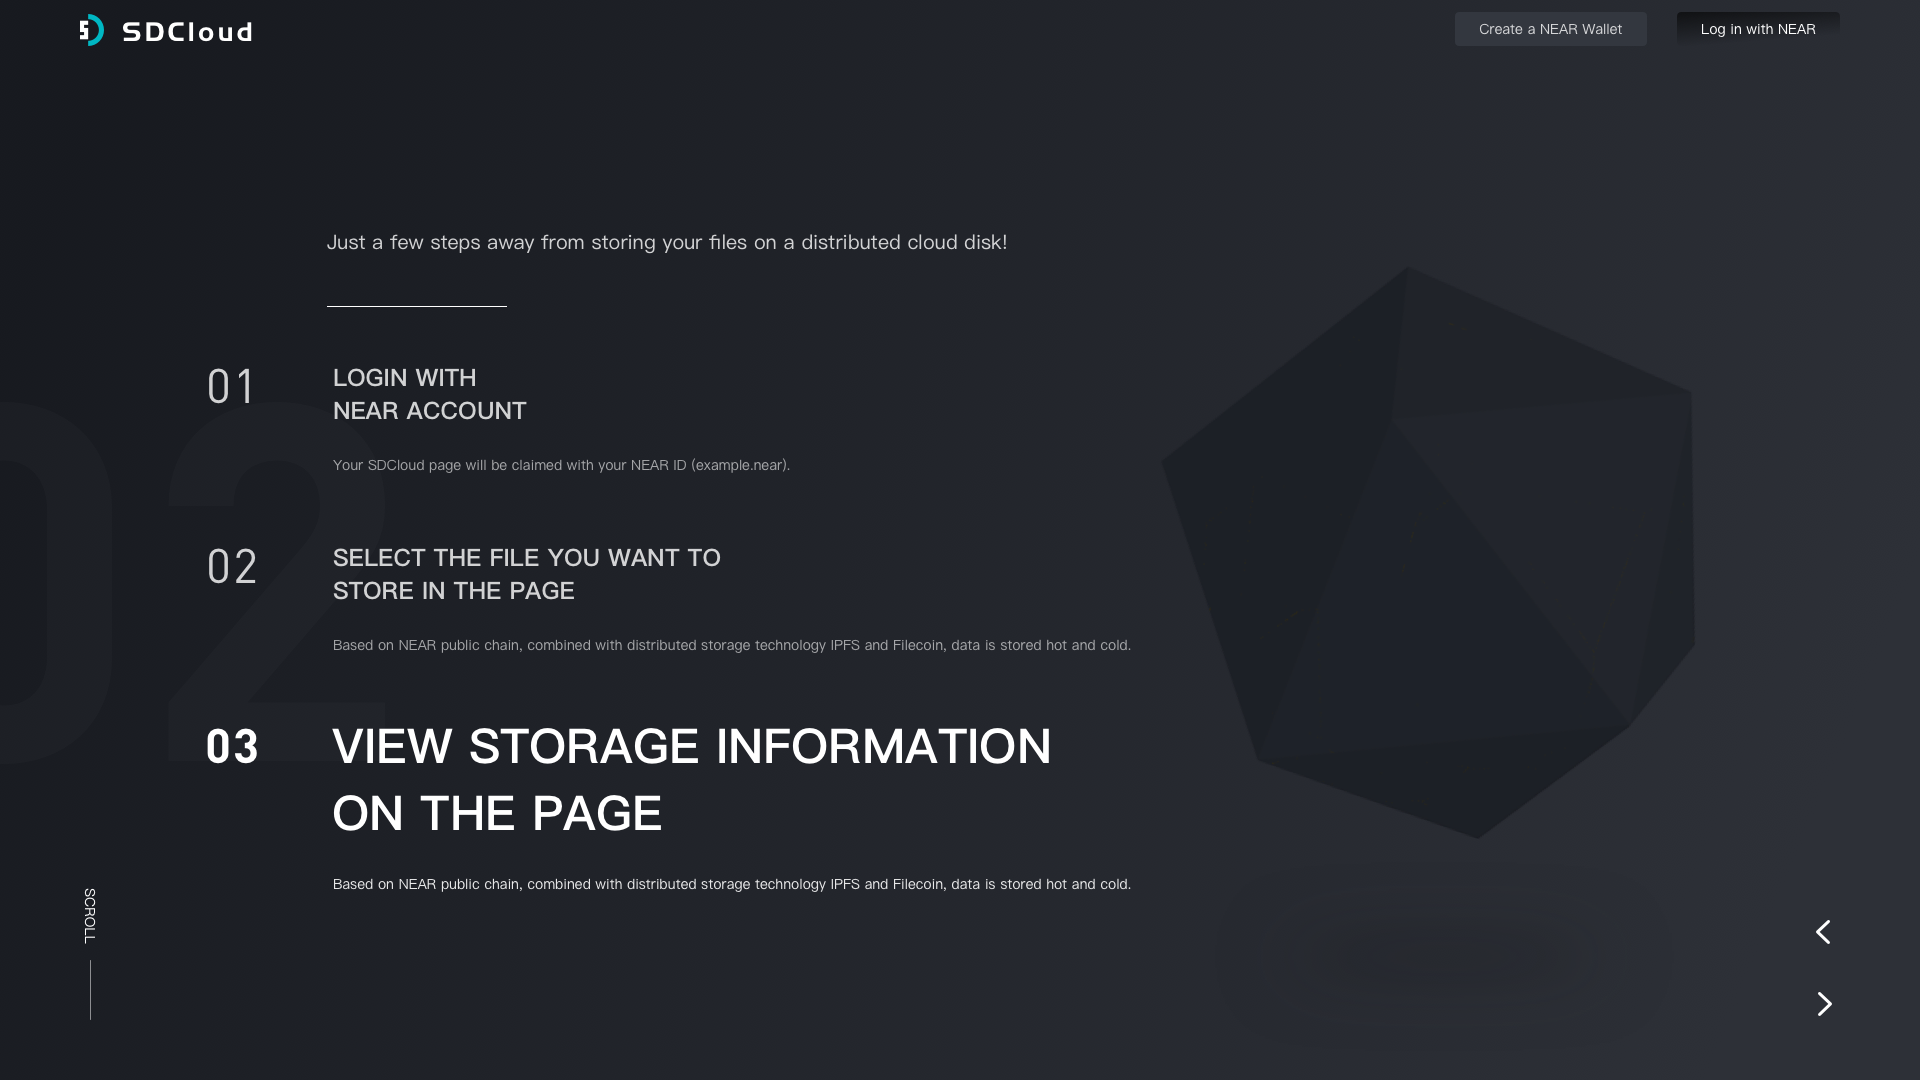 SDCloud
Create a NEAR Wallet
Log in with NEAR
Just a few steps away from storing your files on a distributed cloud disk!
02
01
LOGIN WITH
NEAR ACCOUNT
Your SDCloud page will be claimed with your NEAR ID (example.near).
02
SELECT THE FILE YOU WANT TO
STORE IN THE PAGE
Based on NEAR public chain, combined with distributed storage technology IPFS and Filecoin, data is stored hot and cold.
03
VIEW STORAGE INFORMATION
ON THE PAGE
Based on NEAR public chain, combined with distributed storage technology IPFS and Filecoin, data is stored hot and cold.
SCROLL